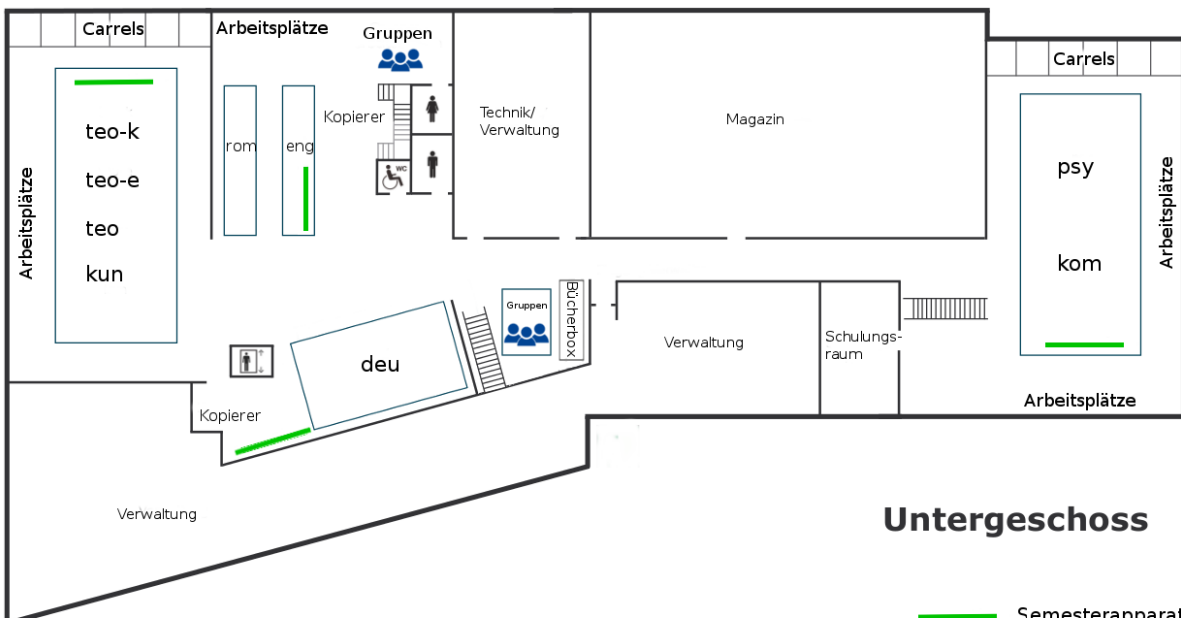 Carrels
Arbeitsplätze
Gruppen
Carrels
teo-k
teo-e
teo
kun
Arbeitsplätze
rom
eng
Kopierer
WC
Technik/
Verwaltung
Magazin
psy
kom
Arbeitsplätze
Gruppen
Bücherbox
deu
Kopierer
Verwaltung
Schulungs-
raum
Arbeitsplätze
Verwaltung
Untergeschoss
Semesterapparat